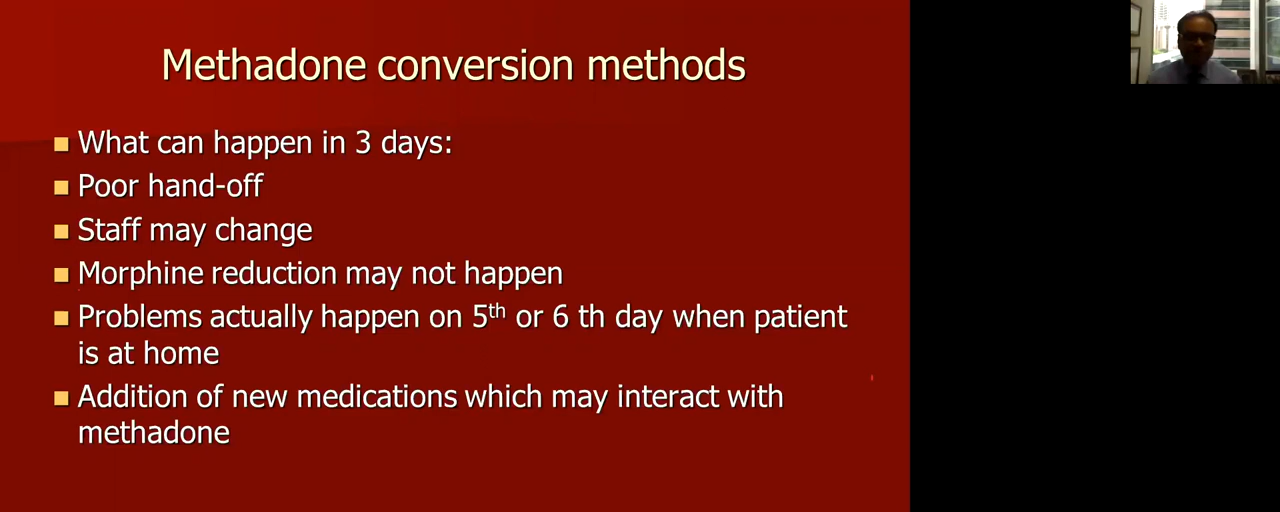 Methadone conversion methods
What can happen in 3 days:
Poor hand-off
Staff may change
Morphine reduction may not happen
Problems actually happen on 5th or 6 th day when patient
is at home
Addition of new medications which may interact with
methadone